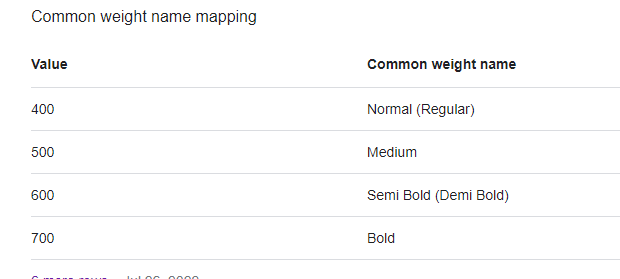 Common weight name mapping
Value Common weight name
400 Normal (Regular)
500 Medium
600 Semi Bold (Demi Bold)
700 Bold